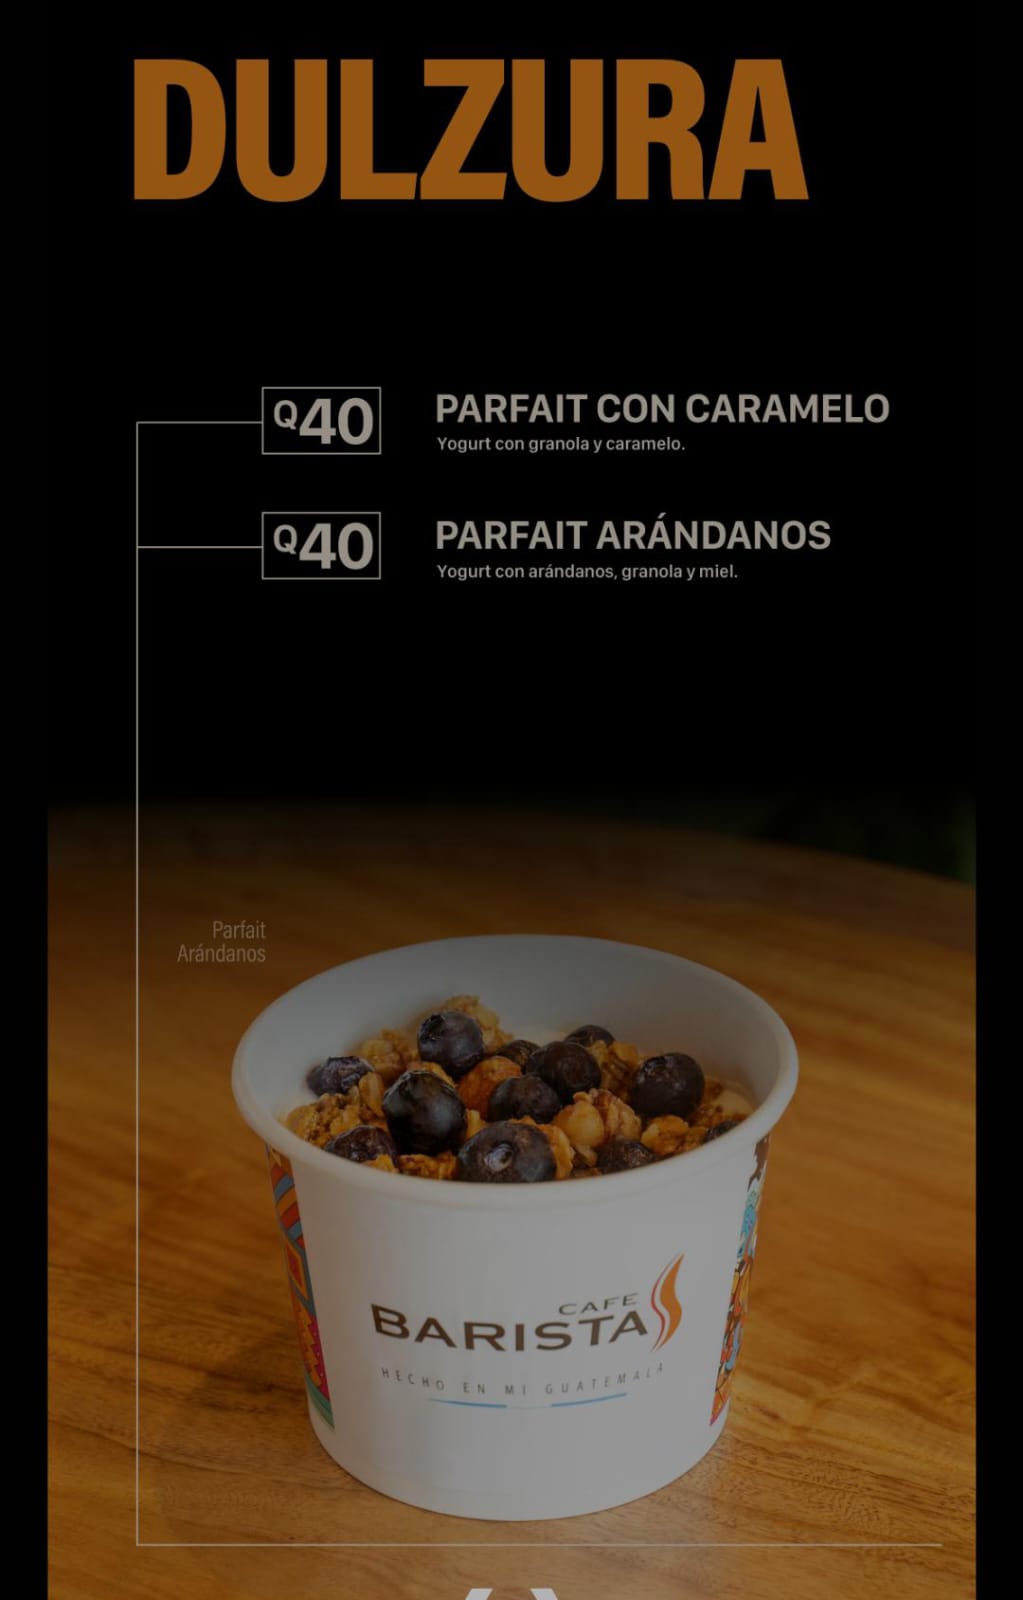 DULZURA
Q40
PARFAIT CON CARAMELO
Yogurt con granola y caramelo.
Q40
PARFAIT ARÁNDANOS
Yogurt con arándanos, granola y miel.
Parfait
Arándanos
CAFE
BARISTA
HECHO EN MI GUATEMALA